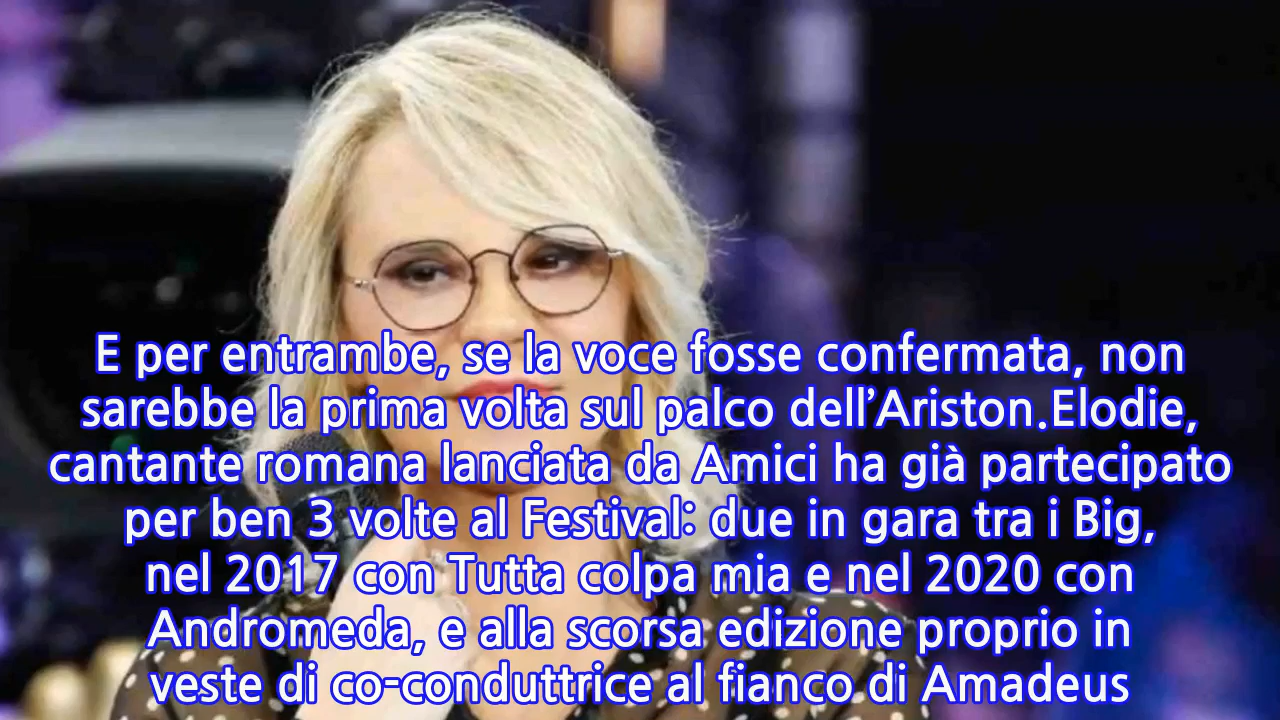 E per entrambe, se la voce fosse confermata, non
sarebbe la prima volta sul palco dell’Ariston.Elodie,
cantante romana lanciata da Amici ha già partecipato
per ben 3 volte al Festival: due in gara tra i Big,
nel 2017 con Tutta colpa mia e nel 2020 con
Andromeda, e alla scorsa edizione proprio in
veste di co-conduttrice al fianco di Amadeus